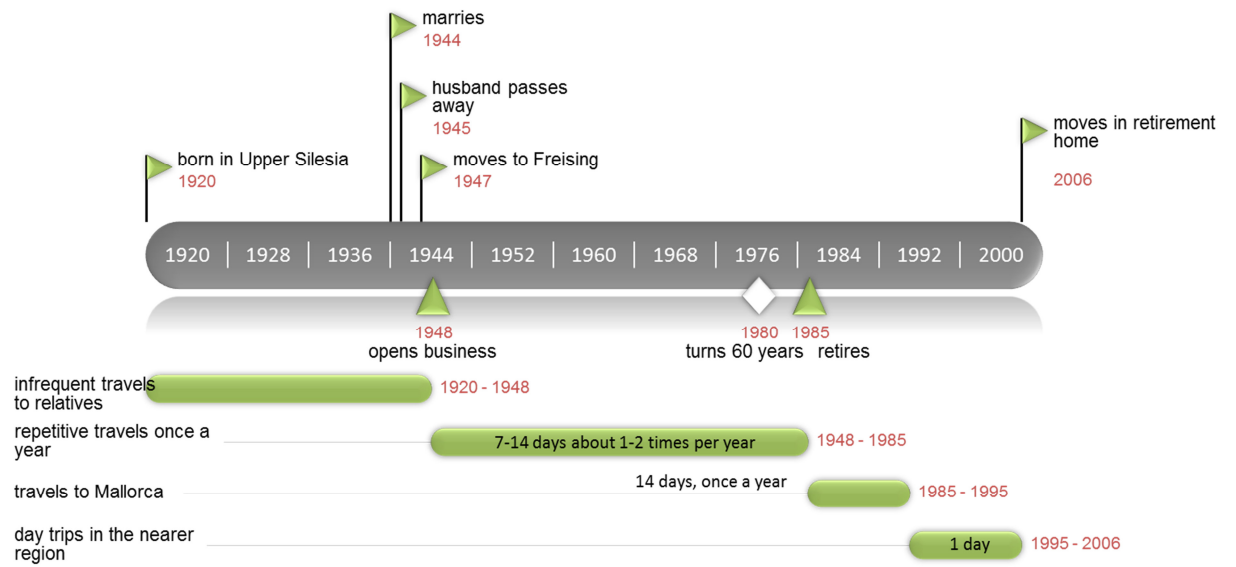 marries
1944
husband passes
away
1945
moves in retirement
home
2006
born in Upper Silesia
1920
moves to Freising
1947
1920 1928 1936 1944 1952 1960 1968 1976 1984 1992 2000
1948
opens business
1980
turns 60 years
1985
retires
infrequent travels
to relatives
1920 - 1948
repetitive travels once a
year
7-14 days about 1-2 times per year
1948 - 1985
travels to Mallorca
14 days, once a year
1985 - 1995
day trips in the nearer
region
1 day
1995 - 2006